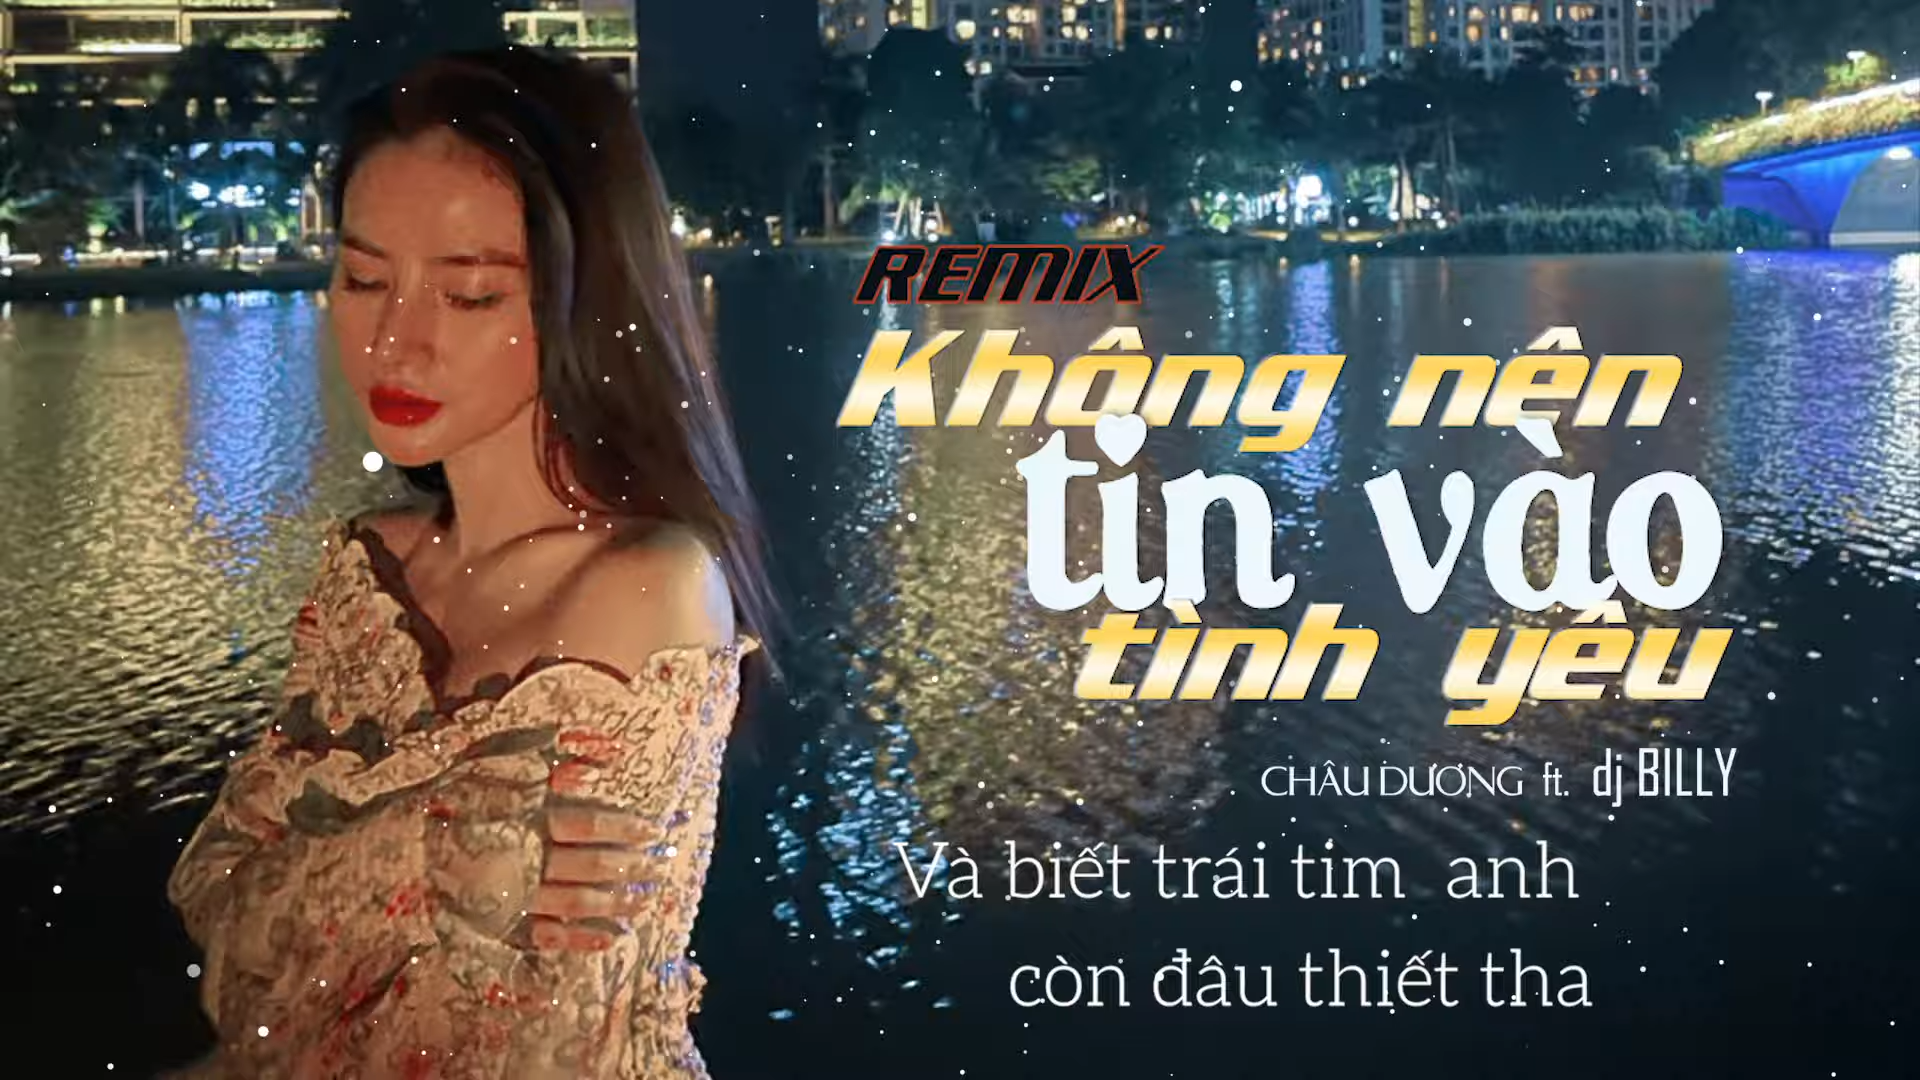 REMIX
Không nên
tin vào
tình yêu
CHÂU DƯƠNG ft. dj BILLY
Và biết trái tim anh
còn đâu thiết tha